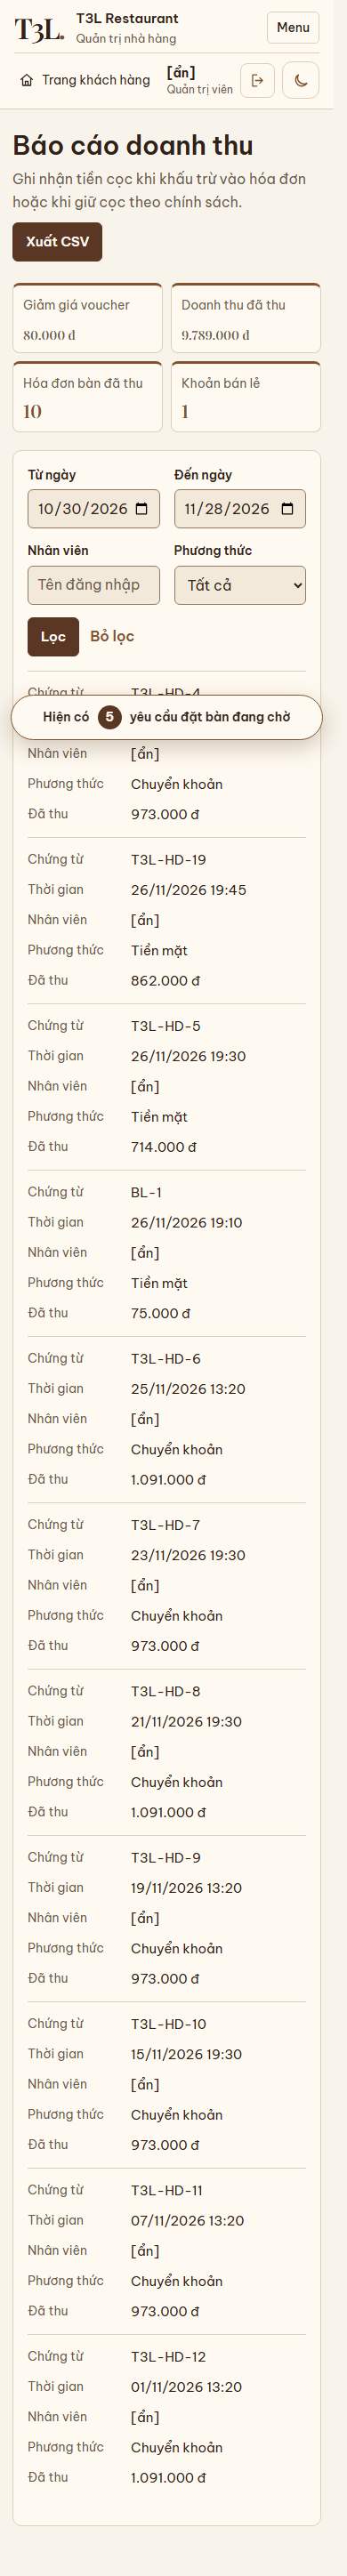 T3L.
T3L Restaurant
Quản trị nhà hàng
Menu
Trang khách hàng
[ẩn]
Quản trị viên
Báo cáo doanh thu
Ghi nhận tiền cọc khi khấu trừ vào hóa đơn
hoặc khi giữ cọc theo chính sách.
Xuất CSV
Giảm giá voucher
80.000 đ
Doanh thu đã thu
9.789.000 đ
Hóa đơn bàn đã thu
10
Khoản bán lẻ
1
Từ ngày
Đến ngày
10/30/2026
11/28/2026
Nhân viên
Phương thức
Tên đăng nhập
Tất cả
Lọc
Bỏ lọc
Chứng từ T3L-HD-4
Hiện có 5 yêu cầu đặt bàn đang chờ
Nhân viên [ẩn]
Phương thức Chuyển khoản
Đã thu 973.000 đ
Chứng từ T3L-HD-19
Thời gian 26/11/2026 19:45
Nhân viên [ẩn]
Phương thức Tiền mặt
Đã thu 862.000 đ
Chứng từ T3L-HD-5
Thời gian 26/11/2026 19:30
Nhân viên [ẩn]
Phương thức Tiền mặt
Đã thu 714.000 đ
Chứng từ BL-1
Thời gian 26/11/2026 19:10
Nhân viên [ẩn]
Phương thức Tiền mặt
Đã thu 75.000 đ
Chứng từ T3L-HD-6
Thời gian 25/11/2026 13:20
Nhân viên [ẩn]
Phương thức Chuyển khoản
Đã thu 1.091.000 đ
Chứng từ T3L-HD-7
Thời gian 23/11/2026 19:30
Nhân viên [ẩn]
Phương thức Chuyển khoản
Đã thu 973.000 đ
Chứng từ T3L-HD-8
Thời gian 21/11/2026 19:30
Nhân viên [ẩn]
Phương thức Chuyển khoản
Đã thu 1.091.000 đ
Chứng từ T3L-HD-9
Thời gian 19/11/2026 13:20
Nhân viên [ẩn]
Phương thức Chuyển khoản
Đã thu 973.000 đ
Chứng từ T3L-HD-10
Thời gian 15/11/2026 19:30
Nhân viên [ẩn]
Phương thức Chuyển khoản
Đã thu 973.000 đ
Chứng từ T3L-HD-11
Thời gian 07/11/2026 13:20
Nhân viên [ẩn]
Phương thức Chuyển khoản
Đã thu 973.000 đ
Chứng từ T3L-HD-12
Thời gian 01/11/2026 13:20
Nhân viên [ẩn]
Phương thức Chuyển khoản
Đã thu 1.091.000 đ